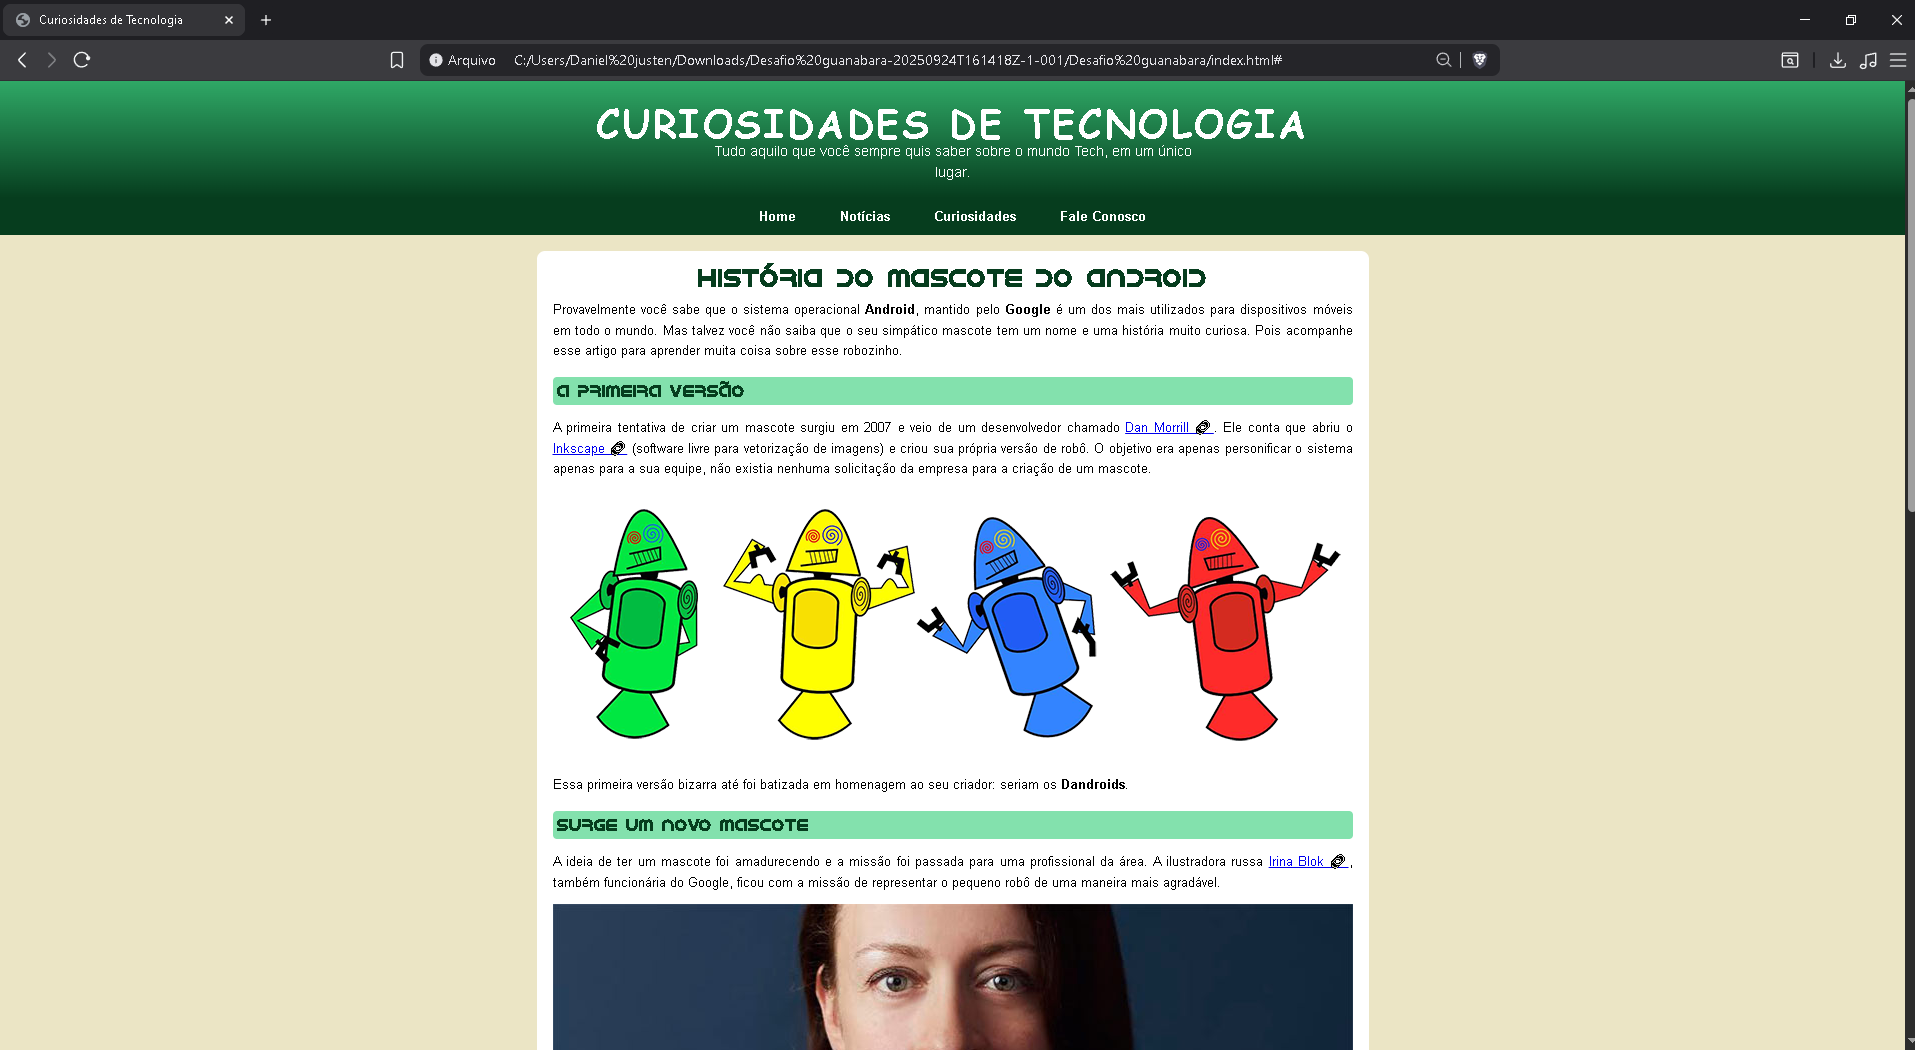 Curiosidades de Tecnologia
Arquivo C:/Users/Daniel%20justen/Downloads/Desafio%20guanabara-20250924T161418Z-1-001/Desafio%20guanabara/index.html#
CURIOSIDADES DE TECNOLOGIA
Tudo aquilo que você sempre quis saber sobre o mundo Tech, em um único
lugar.
Home Notícias Curiosidades Fale Conosco
HISTÓRIA DO MASCOTE DO ANDROID
Provavelmente você sabe que o sistema operacional Android, mantido pelo Google é um dos mais utilizados para dispositivos móveis
em todo o mundo. Mas talvez você não saiba que o seu simpático mascote tem um nome e uma história muito curiosa. Pois acompanhe
esse artigo para aprender muita coisa sobre esse robozinho.
A PRIMEIRA VERSÃO
A primeira tentativa de criar um mascote surgiu em 2007 e veio de um desenvolvedor chamado Dan Morrill . Ele conta que abriu o
Inkscape (software livre para vetorização de imagens) e criou sua própria versão de robô. O objetivo era apenas personificar o sistema
apenas para a sua equipe, não existia nenhuma solicitação da empresa para a criação de um mascote.
Essa primeira versão bizarra até foi batizada em homenagem ao seu criador: seriam os Dandroids.
SURGE UM NOVO MASCOTE
A ideia de ter um mascote foi amadurecendo e a missão foi passada para uma profissional da área. A ilustradora russa Irina Blok ,
também funcionária do Google, ficou com a missão de representar o pequeno robô de uma maneira mais agradável.